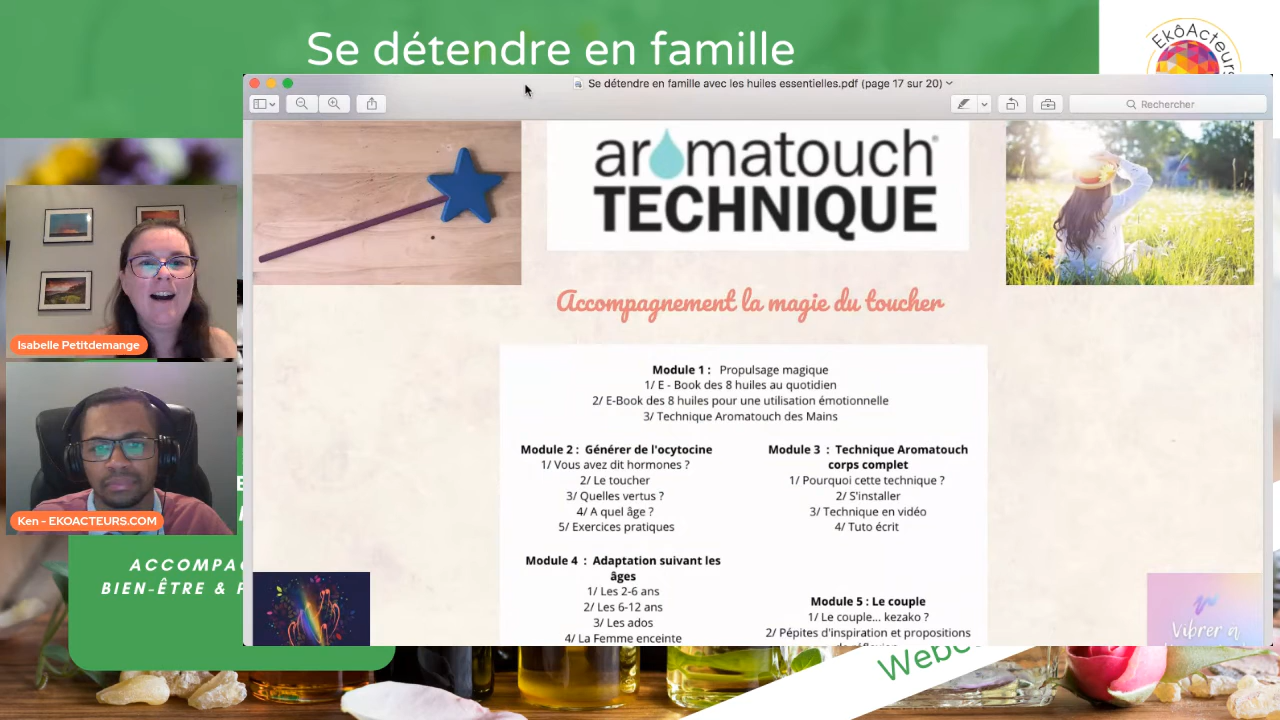 Se détendre en famille
EkôActeurs
Se détendre en famille avec les huiles essentielles.pdf (page 17 sur 20)
Rechercher
aromatouch
TECHNIQUE
Accompagnement la magie du toucher
Module 1 : Propulsage magique
1/ E - Book des 8 huiles au quotidien
2/ E-Book des 8 huiles pour une utilisation émotionnelle
3/ Technique Aromatouch des Mains
Module 2 : Générer de l'ocytocine
1/ Vous avez dit hormones ?
2/ Le toucher
3/ Quelles vertus ?
4/ A quel âge ?
5/ Exercices pratiques
Module 3 : Technique Aromatouch
corps complet
1/ Pourquoi cette technique ?
2/ S'installer
3/ Technique en vidéo
4/ Tuto écrit
Module 4 : Adaptation suivant les
âges
1/ Les 2-6 ans
2/ Les 6-12 ans
3/ Les ados
4/ La Femme enceinte
Module 5 : Le couple
1/ Le couple... kezako ?
2/ Pépites d'inspiration et propositions
Vibrer a
Isabelle Petitdemange
Ken - EKOACTEURS.COM
ACCOMPA
BIEN-ÊTRE &
Webc